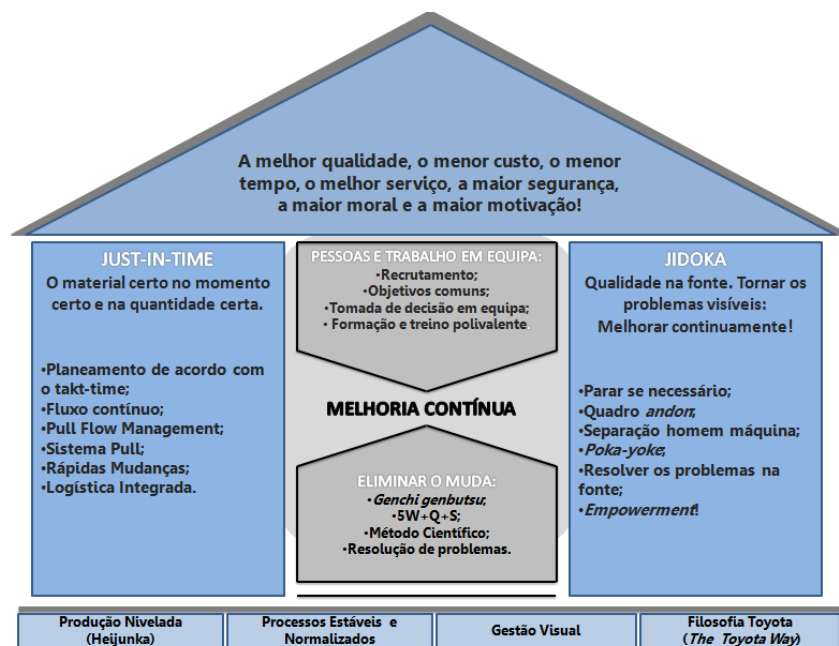 A melhor qualidade, o menor custo, o menor
tempo, o melhor serviço, a maior segurança,
a maior moral e a maior motivação!
JUST-IN-TIME
O material certo no momento
certo e na quantidade certa.
•Planeamento de acordo com
o takt-time;
•Fluxo contínuo;
•Pull Flow Management;
•Sistema Pull;
•Rápidas Mudanças;
•Logística Integrada.
PESSOAS E TRABALHO EM EQUIPA:
•Recrutamento;
•Objetivos comuns;
•Tomada de decisão em equipa;
• Formação e treino polivalente.
MELHORIA CONTÍNUA
ELIMINAR O MUDA:
•Genchi genbutsu;
•5W+Q+S;
•Método Científico;
•Resolução de problemas.
JIDOKA
Qualidade na fonte. Tornar os
problemas visíveis:
Melhorar continuamente!
•Parar se necessário;
•Quadro andon;
•Separação homem máquina;
•Poka-yoke;
•Resolver os problemas na
fonte;
•Empowerment!
Produção Nivelada
(Heijunka)
Processos Estáveis e
Normalizados
Gestão Visual
Filosofia Toyota
(The Toyota Way)